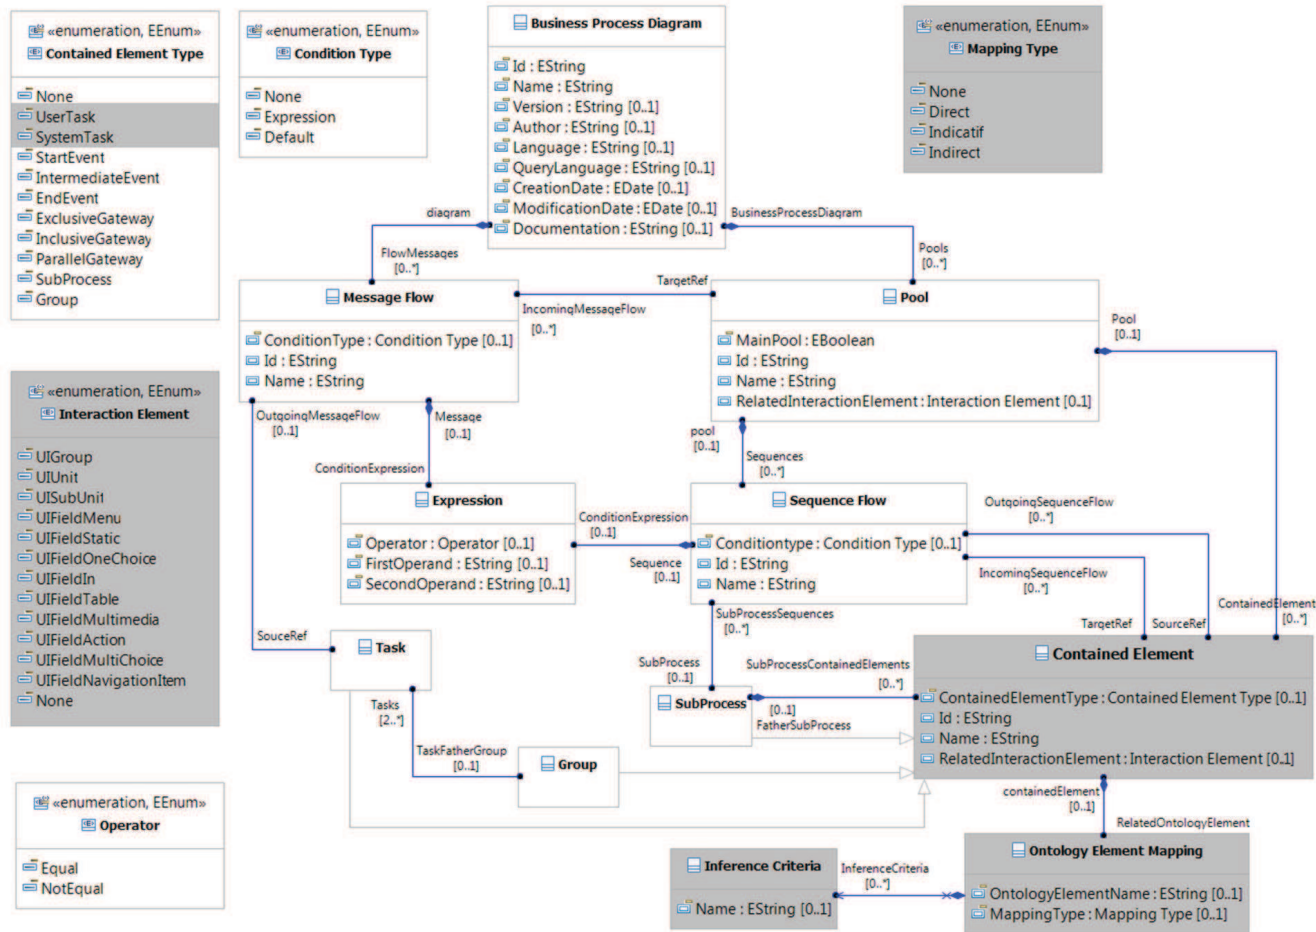 «enumeration, EEnum»
Contained Element Type
None
UserTask
SystemTask
StartEvent
IntermediateEvent
EndEvent
ExclusiveGateway
InclusiveGateway
ParallelGateway
SubProcess
Group
«enumeration, EEnum»
Condition Type
None
Expression
Default
Business Process Diagram
Id : EString
Name : EString
Version : EString [0..1]
Author : EString [0..1]
Language : EString [0..1]
QueryLanguage : EString [0..1]
CreationDate : EDate [0..1]
ModificationDate : EDate [0..1]
Documentation : EString [0..1]
«enumeration, EEnum»
Mapping Type
None
Direct
Indicatif
Indirect
diagram
BusinessProcessDiagram
FlowMessages
[0..*]
Pools
[0..*]
Message Flow
ConditionType : Condition Type [0..1]
Id : EString
Name : EString
TargetRef
IncomingMessageFlow
[0..*]
Pool
MainPool : EBoolean
Id : EString
Name : EString
RelatedInteractionElement : Interaction Element [0..1]
Pool
[0..1]
«enumeration, EEnum»
Interaction Element
UIGroup
UIUnit
UISubUnit
UIFieldMenu
UIFieldStatic
UIFieldOneChoice
UIFieldIn
UIFieldTable
UIFieldMultimedia
UIFieldAction
UIFieldMultiChoice
UIFieldNavigationItem
None
OutgoingMessageFlow
[0..1]
Message
[0..1]
pool
[0..1]
Sequences
[0..*]
ConditionExpression
Expression
Operator : Operator [0..1]
FirstOperand : EString [0..1]
SecondOperand : EString [0..1]
ConditionExpression
[0..1]
Sequence
[0..1]
Sequence Flow
Conditiontype : Condition Type [0..1]
Id : EString
Name : EString
OutgoingSequenceFlow
[0..*]
IncomingSequenceFlow
[0..*]
ContainedElement
[0..*]
TargetRef
SourceRef
SubProcessSequences
[0..*]
SouceRef
Task
SubProcess
[0..1]
SubProcessContainedElements
[0..*]
SubProcess
[0..1]
FatherSubProcess
Contained Element
ContainedElementType : Contained Element Type [0..1]
Id : EString
Name : EString
RelatedInteractionElement : Interaction Element [0..1]
Tasks
[2..*]
TaskFatherGroup
[0..1]
Group
containedElement
[0..1]
RelatedOntologyElement
«enumeration, EEnum»
Operator
Equal
NotEqual
Inference Criteria
Name : EString [0..1]
InferenceCriteria
[0..*]
Ontology Element Mapping
OntologyElementName : EString [0..1]
MappingType : Mapping Type [0..1]